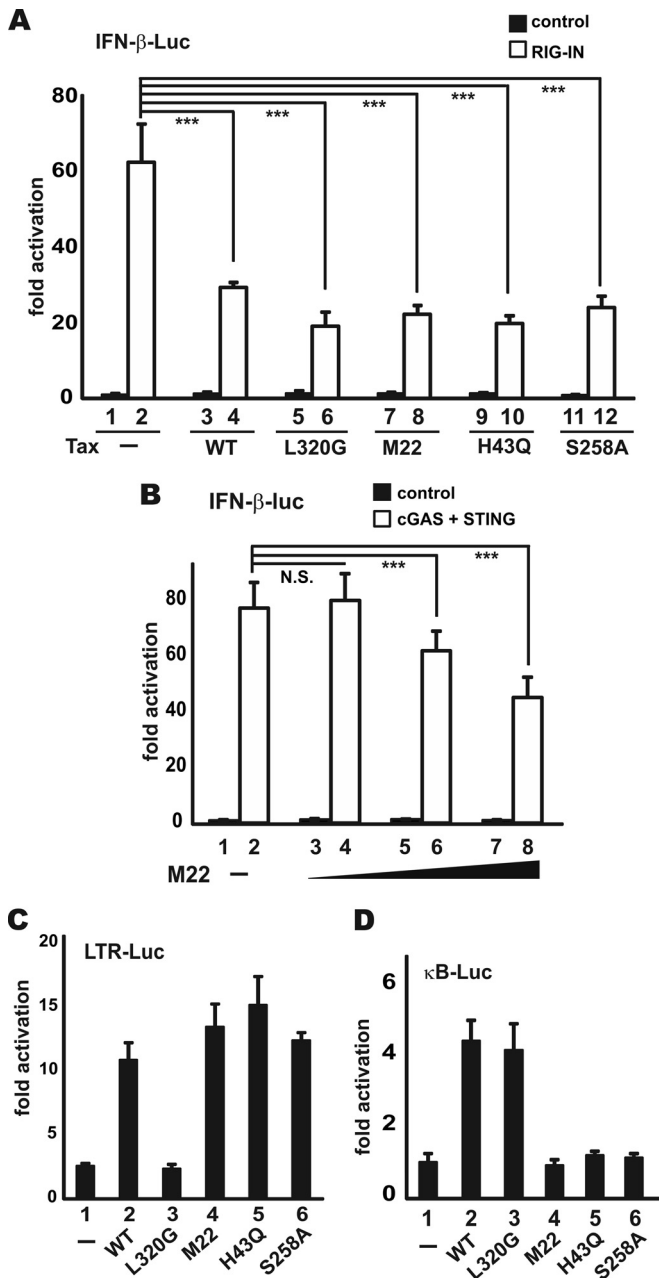 A
IFN-β-Luc
control
RIG-IN
*** *** *** *** ***
fold activation
80
60
40
20
0
1 2 3 4 5 6 7 8 9 10 11 12
Tax — WT L320G M22 H43Q S258A
B
IFN-β-luc
control
cGAS + STING
N.S. *** ***
fold activation
80
60
40
20
0
1 2 3 4 5 6 7 8
M22 —
C
LTR-Luc
fold activation
20
15
10
5
0
1 2 3 4 5 6
— WT L320G M22 H43Q S258A
D
κB-Luc
fold activation
6
4
2
0
1 2 3 4 5 6
— WT L320G M22 H43Q S258A